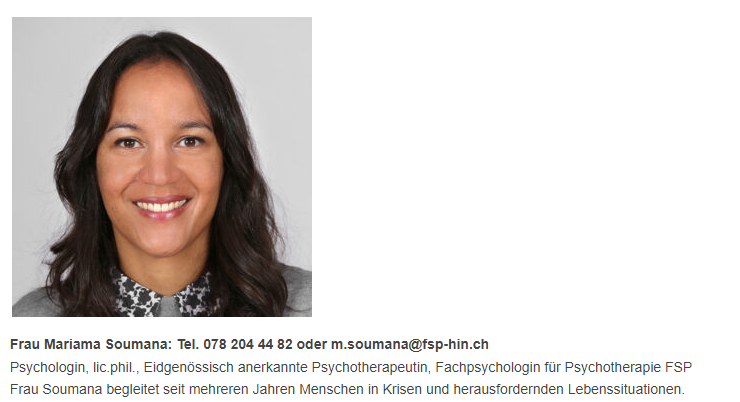 Frau Mariama Soumana: Tel. 078 204 44 82 oder m.soumana@fsp-hin.ch
Psychologin, lic.phil., Eidgenössisch anerkannte Psychotherapeutin, Fachpsychologin für Psychotherapie FSP
Frau Soumana begleitet seit mehreren Jahren Menschen in Krisen und herausfordernden Lebenssituationen.